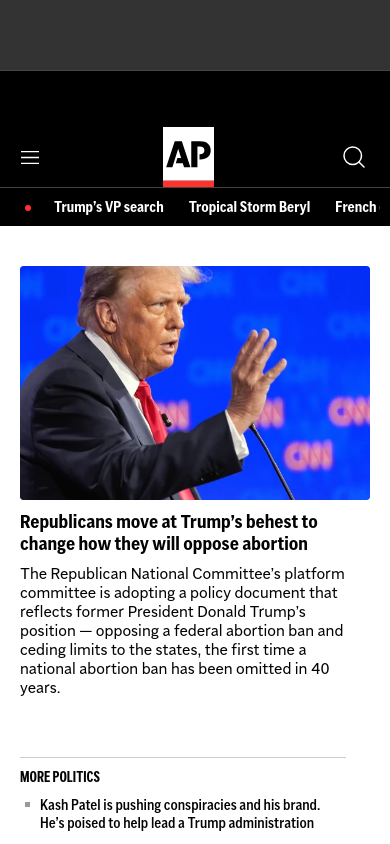 AP
Trump’s VP search
Tropical Storm Beryl
French
CNN
CNN
CNN
CNN
Republicans move at Trump’s behest to
change how they will oppose abortion
The Republican National Committee’s platform
committee is adopting a policy document that
reflects former President Donald Trump’s
position — opposing a federal abortion ban and
ceding limits to the states, the first time a
national abortion ban has been omitted in 40
years.
MORE POLITICS
Kash Patel is pushing conspiracies and his brand.
He’s poised to help lead a Trump administration